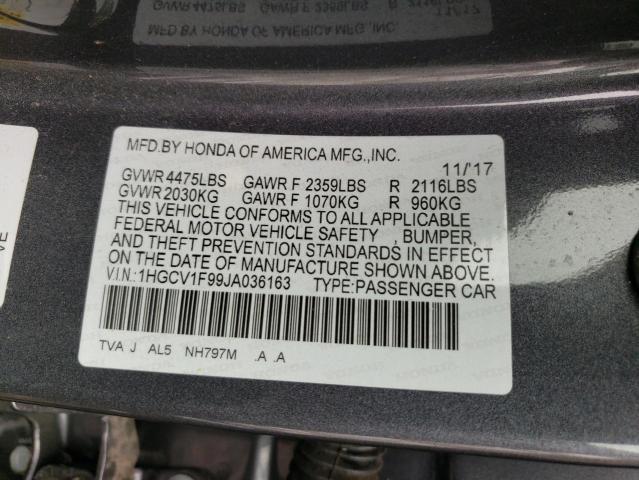 MFD.BY HONDA OF AMERICA MFG.,INC.
11/'17
GVWR 4475LBS GAWR F 2359LBS R 2116LBS
GVWR 2030KG GAWR F 1070KG R 960KG
THIS VEHICLE CONFORMS TO ALL APPLICABLE
FEDERAL MOTOR VEHICLE SAFETY , BUMPER,
AND THEFT PREVENTION STANDARDS IN EFFECT
ON THE DATE OF MANUFACTURE SHOWN ABOVE.
V.I.N.:1HGCV1F99JA036163 TYPE:PASSENGER CAR
TVA J AL5 NH797M .A .A